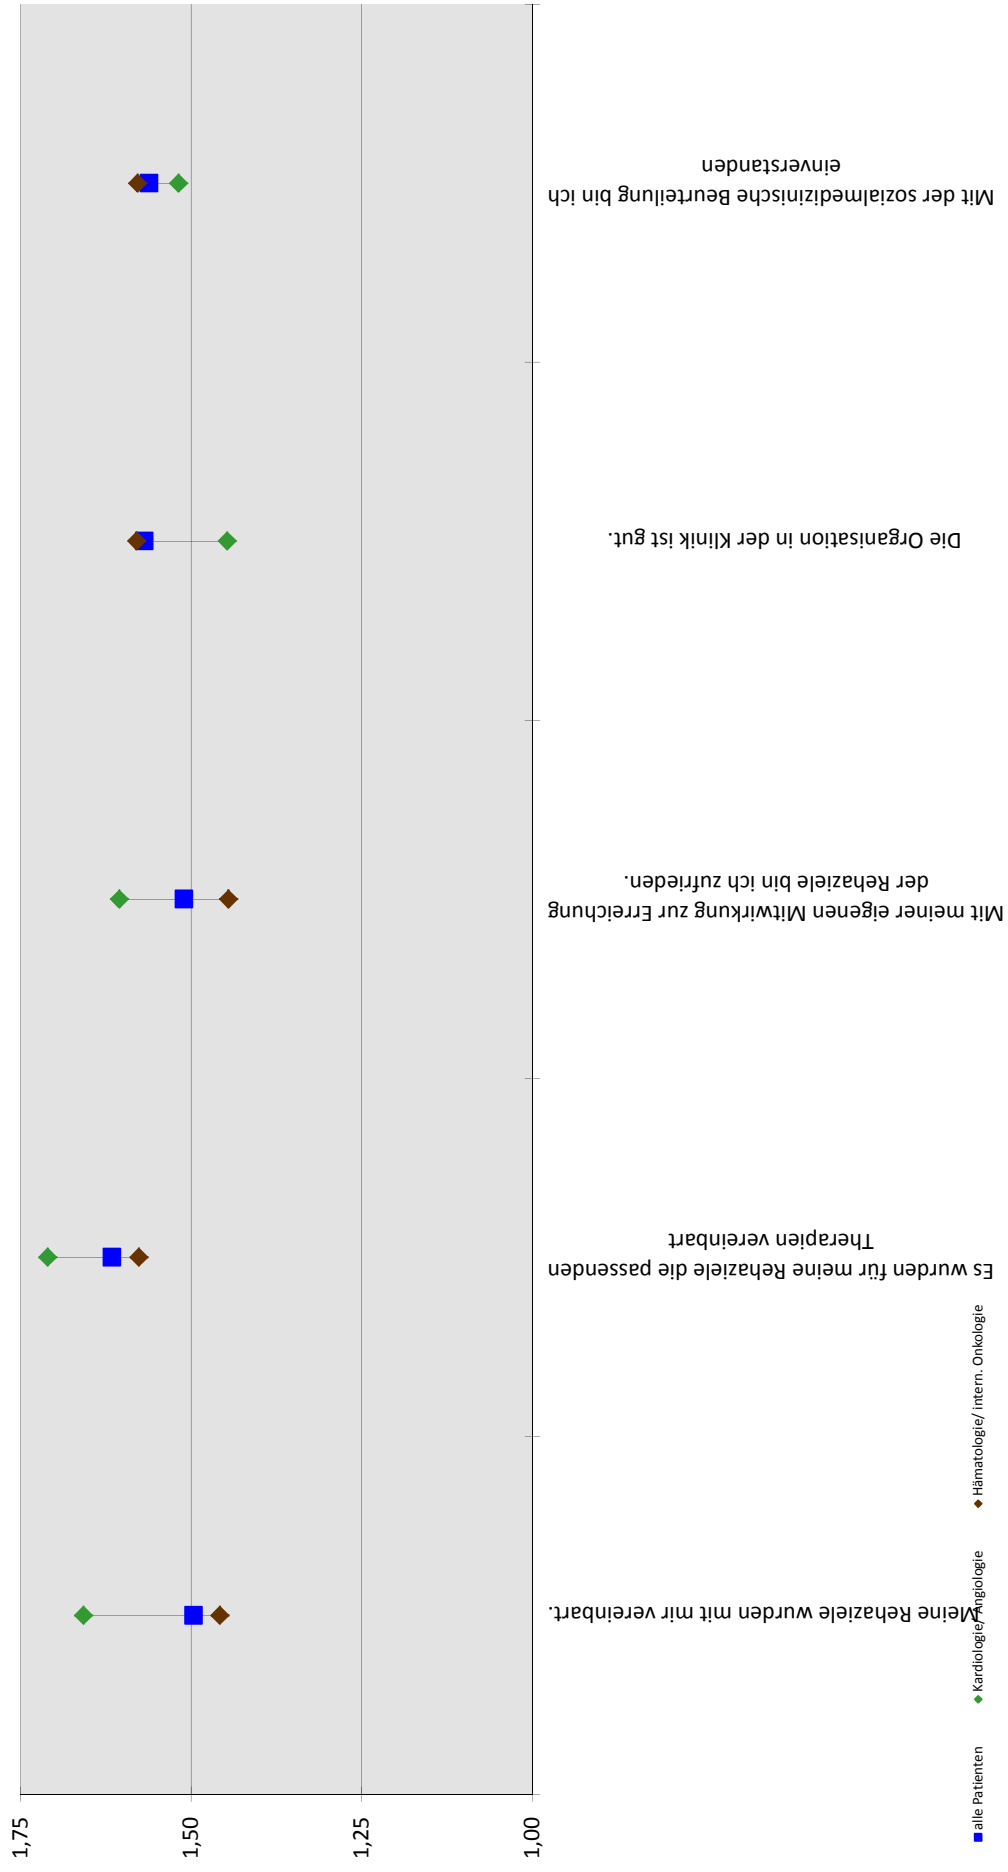 1,75
1,50
1,25
1,00
Mit der sozialmedizinische Beurteilung bin ich
einverstanden
Die Organisation in der Klinik ist gut.
Mit meiner eigenen Mitwirkung zur Erreichung
der Rehaziele bin ich zufrieden.
Es wurden für meine Rehaziele die passenden
Therapien vereinbart
Meine Rehaziele wurden mit mir vereinbart.
alle Patienten
Kardiologie/ Angiologie
Hämatologie/ intern. Onkologie